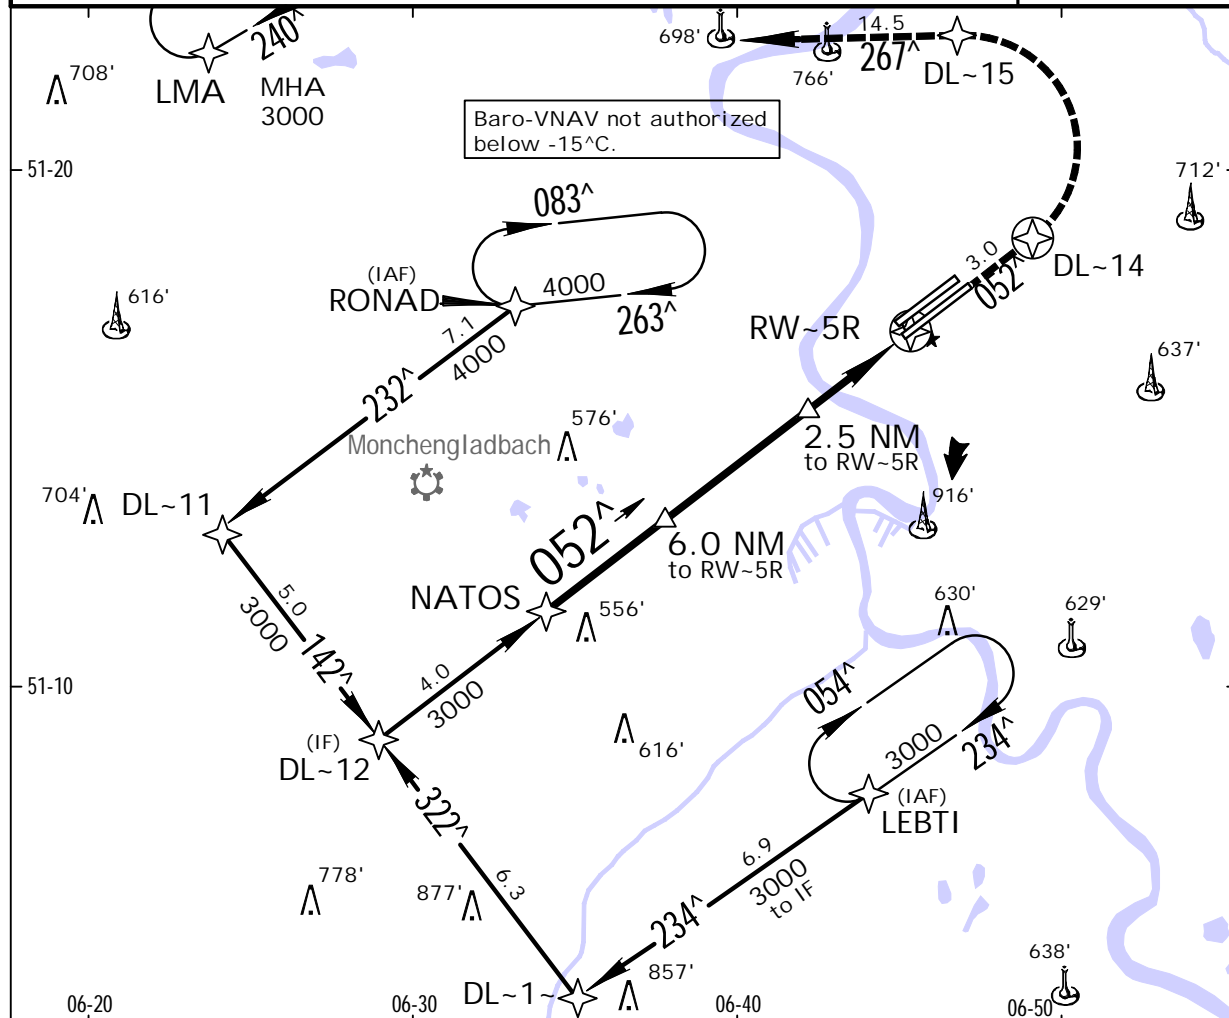 240^
LMA
MHA
3000
708'
698'
766'
14.5
267^
DL~15
Baro-VNAV not authorized
below -15^C.
51-20
712'
083^
(IAF)
RONAD
4000
263^
3.0
052^
DL~14
616'
RW~5R
637'
7.1
4000
232^
576'
Monchengladbach
2.5 NM
to RW~5R
704'
DL~11
916'
052^
6.0 NM
to RW~5R
NATOS
556'
5.0
3000
142^
630'
629'
51-10
4.0
3000
054^
3000
234^
616'
(IF)
DL~12
(IAF)
LEBTI
322^
6.3
6.9
3000
to IF
234^
778'
877'
857'
638'
DL~1~
06-20
06-30
06-40
06-50